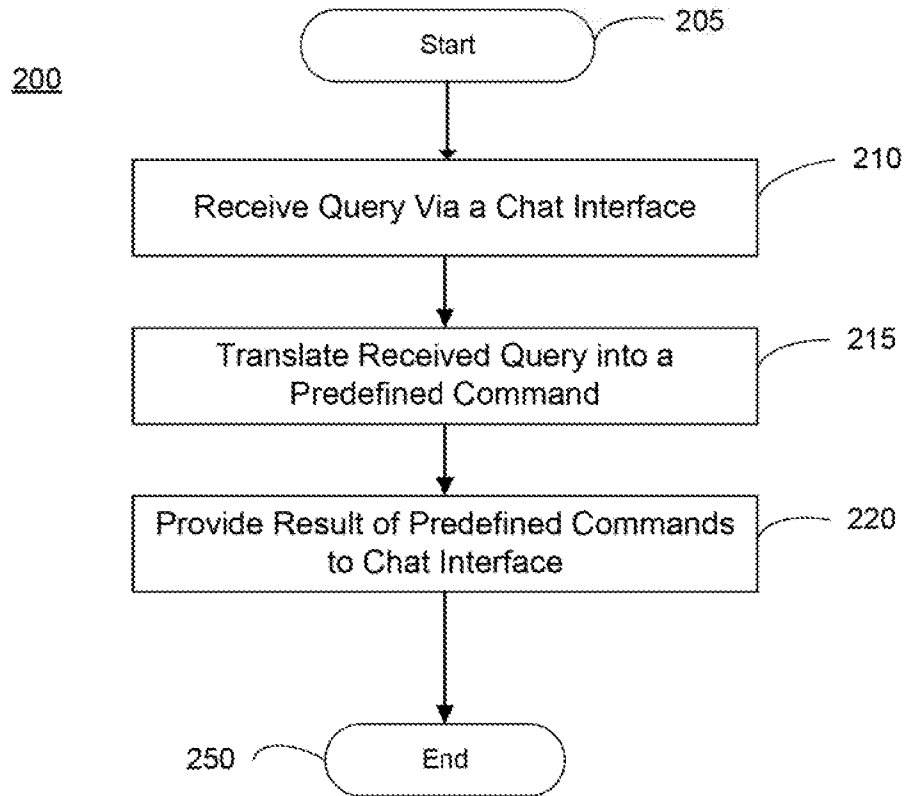 Start
205
200
Receive Query Via a Chat Interface
210
Translate Received Query into a
Predefined Command
215
Provide Result of Predefined Commands
to Chat Interface
220
250
End